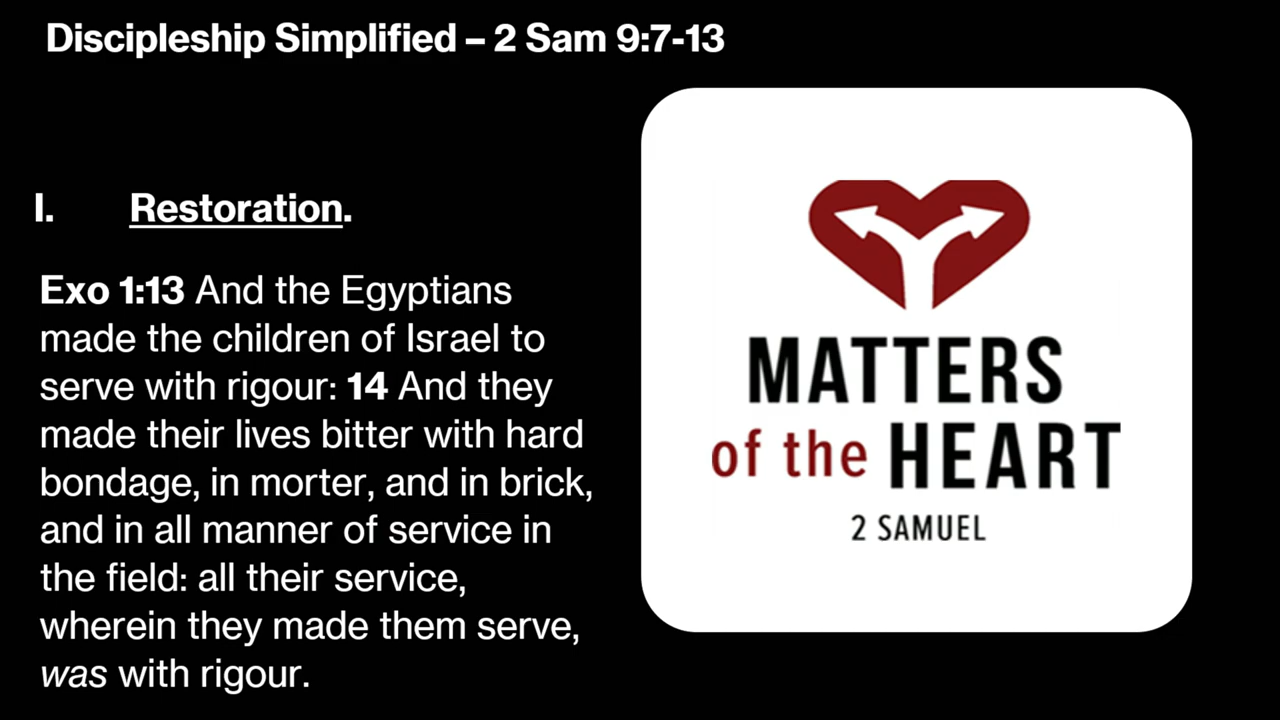 Discipleship Simplified – 2 Sam 9:7-13
I. Restoration.
Exo 1:13 And the Egyptians
made the children of Israel to
serve with rigour: 14 And they
made their lives bitter with hard
bondage, in morter, and in brick,
and in all manner of service in
the field: all their service,
wherein they made them serve,
was with rigour.
MATTERS
of the HEART
2 SAMUEL